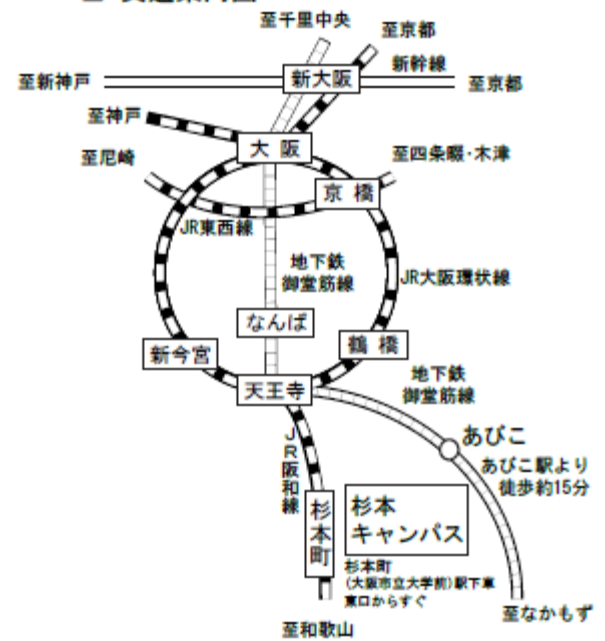 至千里中央
至京都
新幹線
至新神戸
新大阪
至京都
至神戸
大阪
至尼崎
至四条畷・木津
京橋
JR東西線
地下鉄
御堂筋線
JR大阪環状線
なんば
新今宮
鶴橋
天王寺
地下鉄
御堂筋線
あびこ
あびこ駅より
徒歩約15分
JR阪和線
杉本町
杉本
キャンパス
杉本町
(大阪市立大学前)駅下車
東口からすぐ
至なかもず
至和歌山